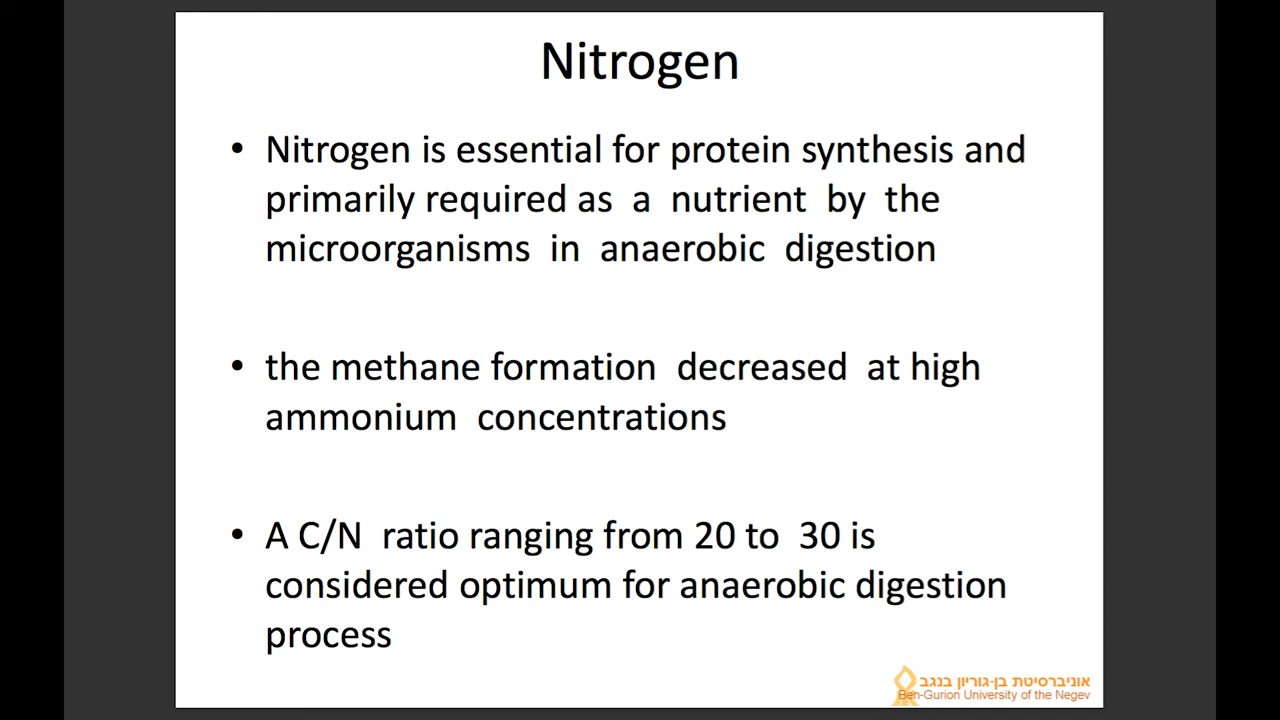 Nitrogen
• Nitrogen is essential for protein synthesis and
primarily required as a nutrient by the
microorganisms in anaerobic digestion
• the methane formation decreased at high
ammonium concentrations
• A C/N ratio ranging from 20 to 30 is
considered optimum for anaerobic digestion
process
אוניברסיטת בן-גוריון בנגב
Ben-Gurion University of the Negev